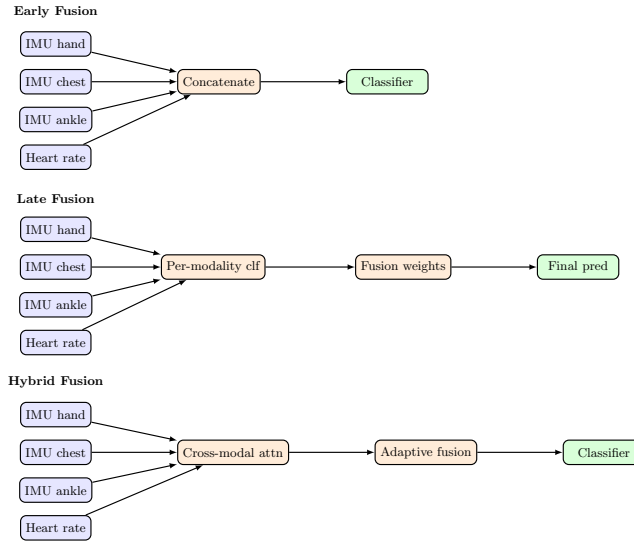 Early Fusion
IMU hand
IMU chest
Concatenate
Classifier
IMU ankle
Heart rate
Late Fusion
IMU hand
IMU chest
Per-modality clf
Fusion weights
Final pred
IMU ankle
Heart rate
Hybrid Fusion
IMU hand
IMU chest
Cross-modal attn
Adaptive fusion
Classifier
IMU ankle
Heart rate